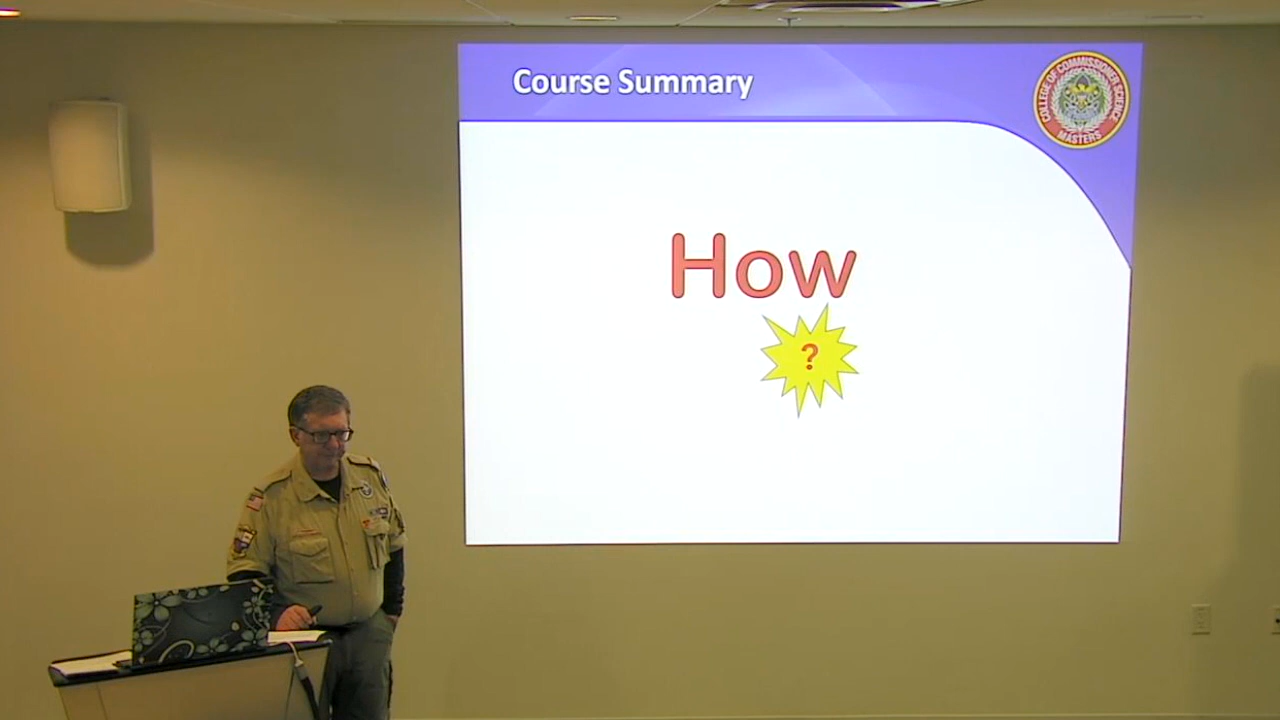 Course Summary
COLLEGE OF COMMISSIONER SCIENCE
MASTERS
How
?